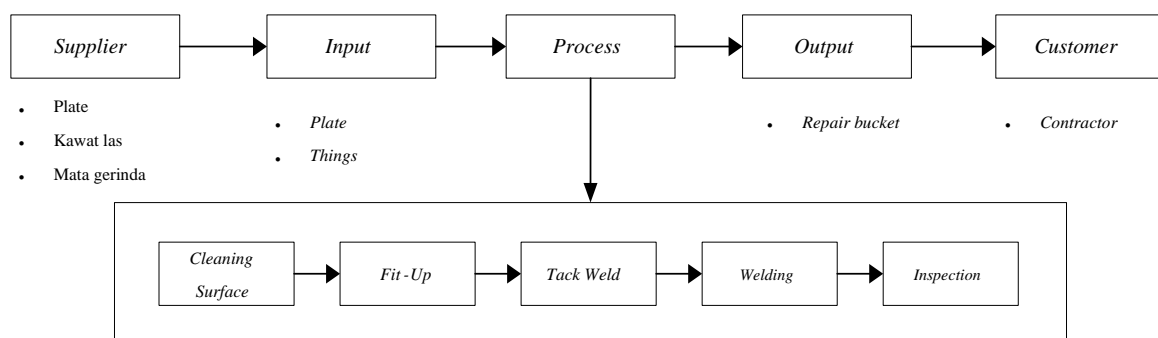 Supplier
Input
Process
Output
Customer
• Plate
• Kawat las
• Mata gerinda
• Plate
• Things
• Repair bucket
• Contractor
Cleaning
Surface
Fit-Up
Tack Weld
Welding
Inspection